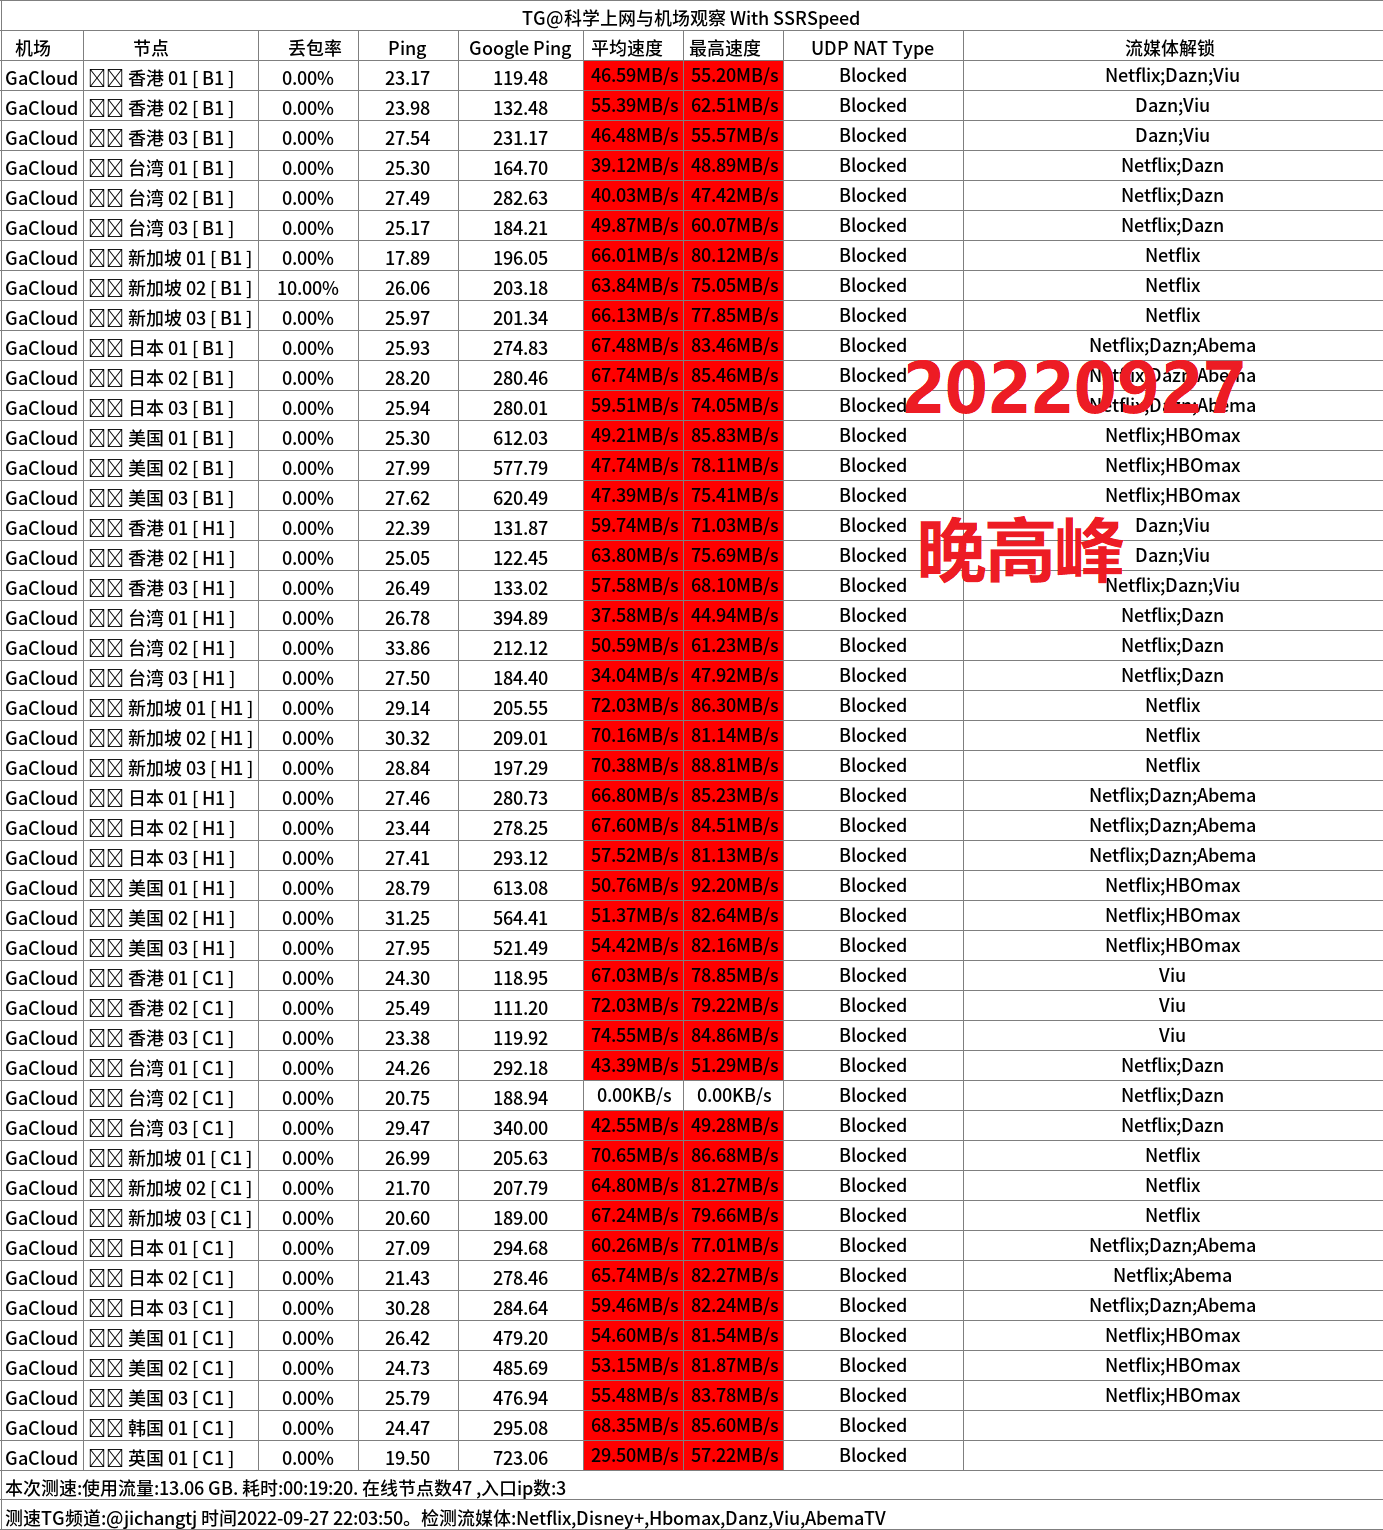 TG@科学上网与机场观察 With SSRSpeed
机场 节点 丢包率 Ping Google Ping 平均速度 最高速度 UDP NAT Type 流媒体解锁
GaCloud 香港 01 [ B1 ] 0.00% 23.17 119.48 46.59MB/s 55.20MB/s Blocked Netflix;Dazn;Viu
GaCloud 香港 02 [ B1 ] 0.00% 23.98 132.48 55.39MB/s 62.51MB/s Blocked Dazn;Viu
GaCloud 香港 03 [ B1 ] 0.00% 27.54 231.17 46.48MB/s 55.57MB/s Blocked Dazn;Viu
GaCloud 台湾 01 [ B1 ] 0.00% 25.30 164.70 39.12MB/s 48.89MB/s Blocked Netflix;Dazn
GaCloud 台湾 02 [ B1 ] 0.00% 27.49 282.63 40.03MB/s 47.42MB/s Blocked Netflix;Dazn
GaCloud 台湾 03 [ B1 ] 0.00% 25.17 184.21 49.87MB/s 60.07MB/s Blocked Netflix;Dazn
GaCloud 新加坡 01 [ B1 ] 0.00% 17.89 196.05 66.01MB/s 80.12MB/s Blocked Netflix
GaCloud 新加坡 02 [ B1 ] 10.00% 26.06 203.18 63.84MB/s 75.05MB/s Blocked Netflix
GaCloud 新加坡 03 [ B1 ] 0.00% 25.97 201.34 66.13MB/s 77.85MB/s Blocked Netflix
GaCloud 日本 01 [ B1 ] 0.00% 25.93 274.83 67.48MB/s 83.46MB/s Blocked Netflix;Dazn;Abema
GaCloud 日本 02 [ B1 ] 0.00% 28.20 280.46 67.74MB/s 85.46MB/s Blocked Netflix;Dazn;Abema
20220927
GaCloud 日本 03 [ B1 ] 0.00% 25.94 280.01 59.51MB/s 74.05MB/s Blocked Netflix;Dazn;Abema
GaCloud 美国 01 [ B1 ] 0.00% 25.30 612.03 49.21MB/s 85.83MB/s Blocked Netflix;HBOmax
GaCloud 美国 02 [ B1 ] 0.00% 27.99 577.79 47.74MB/s 78.11MB/s Blocked Netflix;HBOmax
GaCloud 美国 03 [ B1 ] 0.00% 27.62 620.49 47.39MB/s 75.41MB/s Blocked Netflix;HBOmax
GaCloud 香港 01 [ H1 ] 0.00% 22.39 131.87 59.74MB/s 71.03MB/s Blocked Dazn;Viu
GaCloud 香港 02 [ H1 ] 0.00% 25.05 122.45 63.80MB/s 75.69MB/s Blocked Dazn;Viu
晚高峰
GaCloud 香港 03 [ H1 ] 0.00% 26.49 133.02 57.58MB/s 68.10MB/s Blocked Netflix;Dazn;Viu
GaCloud 台湾 01 [ H1 ] 0.00% 26.78 394.89 37.58MB/s 44.94MB/s Blocked Netflix;Dazn
GaCloud 台湾 02 [ H1 ] 0.00% 33.86 212.12 50.59MB/s 61.23MB/s Blocked Netflix;Dazn
GaCloud 台湾 03 [ H1 ] 0.00% 27.50 184.40 34.04MB/s 47.92MB/s Blocked Netflix;Dazn
GaCloud 新加坡 01 [ H1 ] 0.00% 29.14 205.55 72.03MB/s 86.30MB/s Blocked Netflix
GaCloud 新加坡 02 [ H1 ] 0.00% 30.32 209.01 70.16MB/s 81.14MB/s Blocked Netflix
GaCloud 新加坡 03 [ H1 ] 0.00% 28.84 197.29 70.38MB/s 88.81MB/s Blocked Netflix
GaCloud 日本 01 [ H1 ] 0.00% 27.46 280.73 66.80MB/s 85.23MB/s Blocked Netflix;Dazn;Abema
GaCloud 日本 02 [ H1 ] 0.00% 23.44 278.25 67.60MB/s 84.51MB/s Blocked Netflix;Dazn;Abema
GaCloud 日本 03 [ H1 ] 0.00% 27.41 293.12 57.52MB/s 81.13MB/s Blocked Netflix;Dazn;Abema
GaCloud 美国 01 [ H1 ] 0.00% 28.79 613.08 50.76MB/s 92.20MB/s Blocked Netflix;HBOmax
GaCloud 美国 02 [ H1 ] 0.00% 31.25 564.41 51.37MB/s 82.64MB/s Blocked Netflix;HBOmax
GaCloud 美国 03 [ H1 ] 0.00% 27.95 521.49 54.42MB/s 82.16MB/s Blocked Netflix;HBOmax
GaCloud 香港 01 [ C1 ] 0.00% 24.30 118.95 67.03MB/s 78.85MB/s Blocked Viu
GaCloud 香港 02 [ C1 ] 0.00% 25.49 111.20 72.03MB/s 79.22MB/s Blocked Viu
GaCloud 香港 03 [ C1 ] 0.00% 23.38 119.92 74.55MB/s 84.86MB/s Blocked Viu
GaCloud 台湾 01 [ C1 ] 0.00% 24.26 292.18 43.39MB/s 51.29MB/s Blocked Netflix;Dazn
GaCloud 台湾 02 [ C1 ] 0.00% 20.75 188.94 0.00KB/s 0.00KB/s Blocked Netflix;Dazn
GaCloud 台湾 03 [ C1 ] 0.00% 29.47 340.00 42.55MB/s 49.28MB/s Blocked Netflix;Dazn
GaCloud 新加坡 01 [ C1 ] 0.00% 26.99 205.63 70.65MB/s 86.68MB/s Blocked Netflix
GaCloud 新加坡 02 [ C1 ] 0.00% 21.70 207.79 64.80MB/s 81.27MB/s Blocked Netflix
GaCloud 新加坡 03 [ C1 ] 0.00% 20.60 189.00 67.24MB/s 79.66MB/s Blocked Netflix
GaCloud 日本 01 [ C1 ] 0.00% 27.09 294.68 60.26MB/s 77.01MB/s Blocked Netflix;Dazn;Abema
GaCloud 日本 02 [ C1 ] 0.00% 21.43 278.46 65.74MB/s 82.27MB/s Blocked Netflix;Abema
GaCloud 日本 03 [ C1 ] 0.00% 30.28 284.64 59.46MB/s 82.24MB/s Blocked Netflix;Dazn;Abema
GaCloud 美国 01 [ C1 ] 0.00% 26.42 479.20 54.60MB/s 81.54MB/s Blocked Netflix;HBOmax
GaCloud 美国 02 [ C1 ] 0.00% 24.73 485.69 53.15MB/s 81.87MB/s Blocked Netflix;HBOmax
GaCloud 美国 03 [ C1 ] 0.00% 25.79 476.94 55.48MB/s 83.78MB/s Blocked Netflix;HBOmax
GaCloud 韩国 01 [ C1 ] 0.00% 24.47 295.08 68.35MB/s 85.60MB/s Blocked
GaCloud 英国 01 [ C1 ] 0.00% 19.50 723.06 29.50MB/s 57.22MB/s Blocked
本次测速:使用流量:13.06 GB. 耗时:00:19:20. 在线节点数47 ,入口ip数:3
测速TG频道:@jichangtj 时间2022-09-27 22:03:50。检测流媒体:Netflix,Disney+,Hbomax,Danz,Viu,AbemaTV